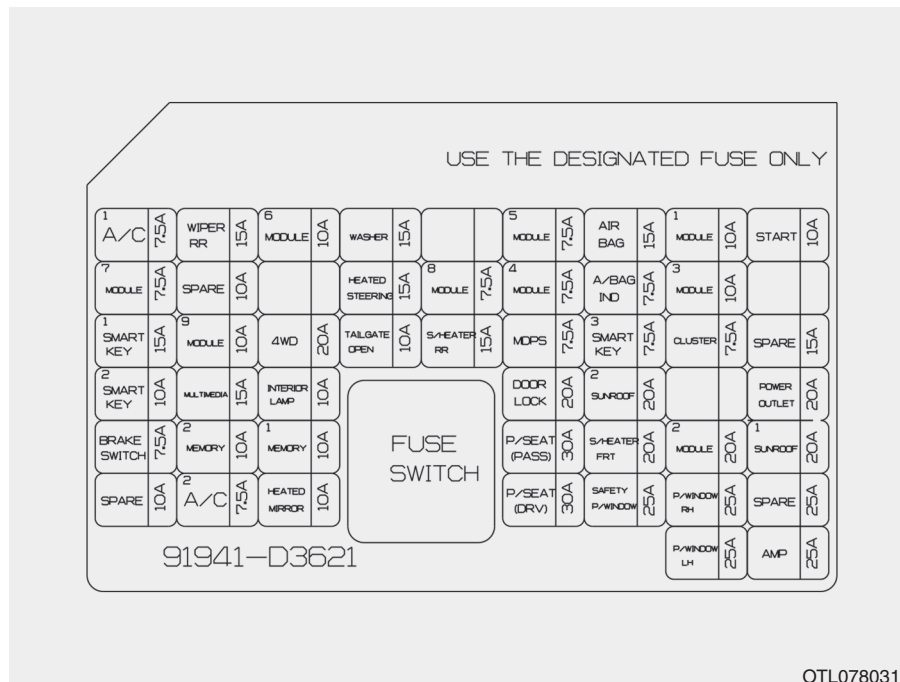 USE THE DESIGNATED FUSE ONLY
1 A/C 7.5A WIPER RR 15A 6 MODULE 10A WASHER 15A 5 MODULE 7.5A AIR BAG 15A 1 MODULE 10A START 10A
7 MODULE 7.5A SPARE 10A HEATED STEERING 15A 8 MODULE 7.5A 4 MODULE 7.5A A/BAG IND 7.5A 3 MODULE 10A
1 SMART KEY 15A 9 MODULE 10A 4WD 20A TAILGATE OPEN 10A S/HEATER RR 15A MDPS 7.5A 3 SMART KEY 7.5A CLUSTER 7.5A SPARE 15A
2 SMART KEY 10A MULTIMEDIA 15A INTERIOR LAMP 10A DOOR LOCK 20A 2 SUNROOF 20A POWER OUTLET 20A
BRAKE SWITCH 7.5A 2 MEMORY 10A 1 MEMORY 10A FUSE SWITCH P/SEAT (PASS) 30A S/HEATER FRT 20A 2 MODULE 20A 1 SUNROOF 20A
SPARE 10A 2 A/C 7.5A HEATED MIRROR 10A P/SEAT (DRV) 30A SAFETY P/WINDOW 25A P/WINDOW RH 25A SPARE 25A
91941-D3621 P/WINDOW LH 25A AMP 25A
OTL078031